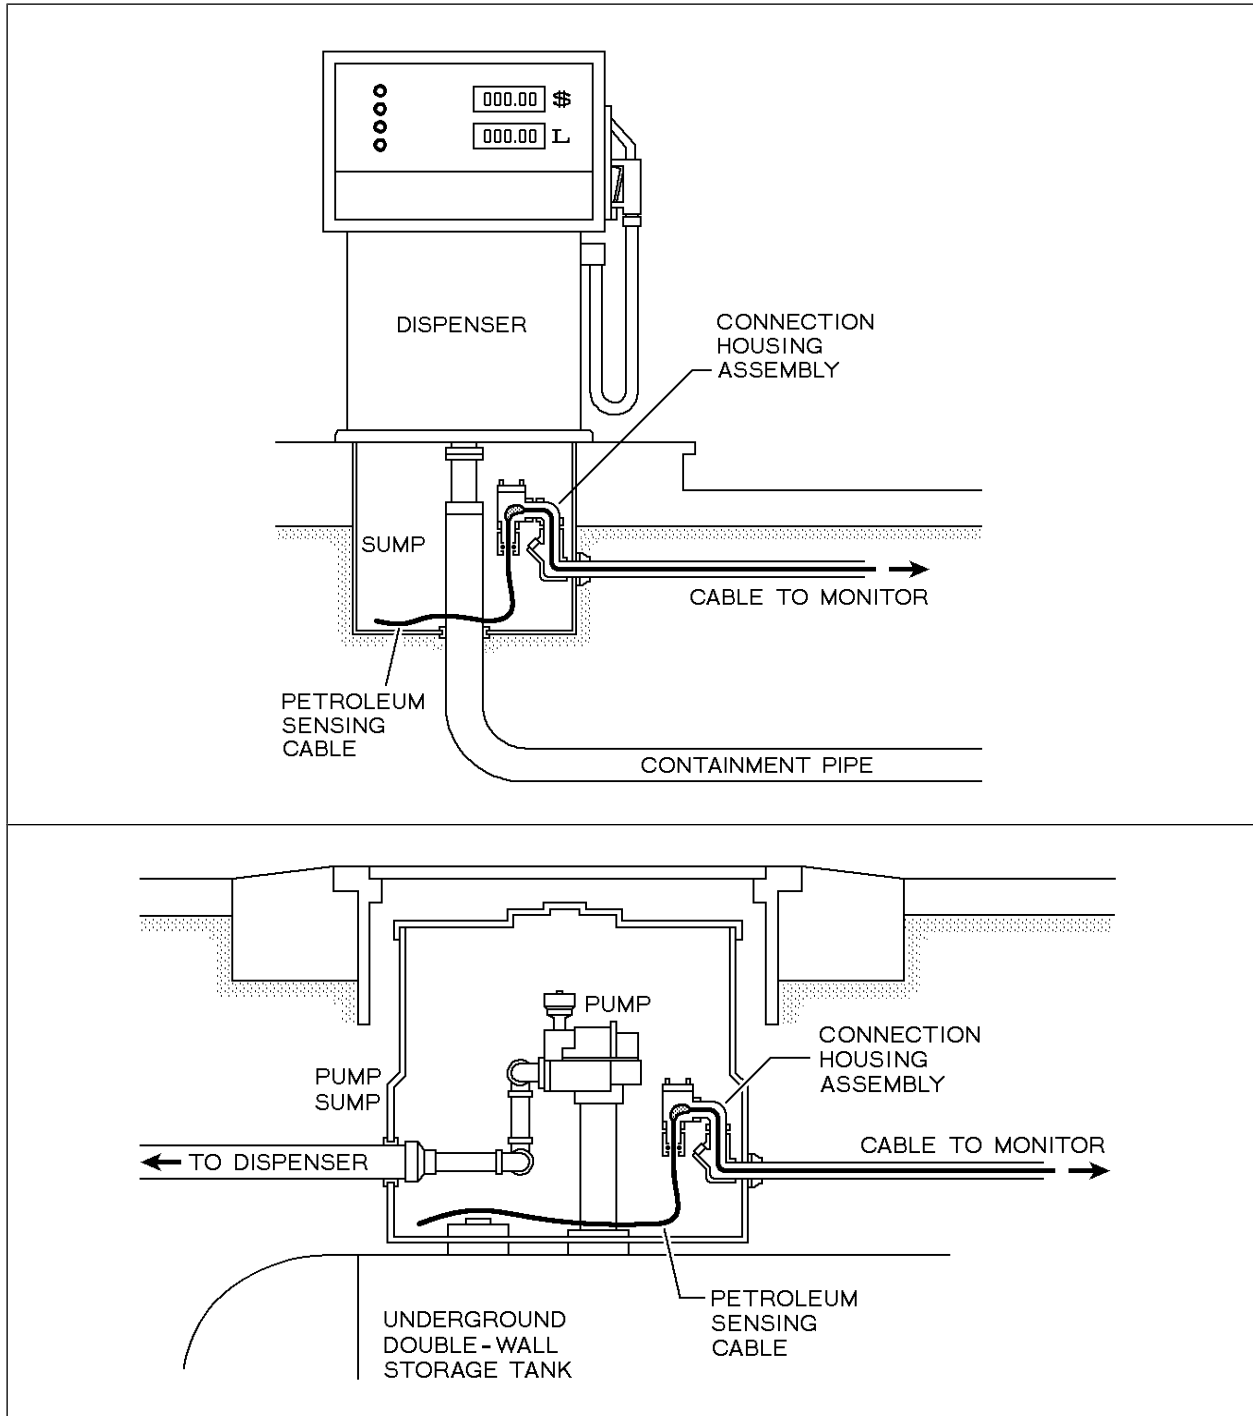 000.00 $
000.00 L
DISPENSER
CONNECTION
HOUSING
ASSEMBLY
SUMP
CABLE TO MONITOR
PETROLEUM
SENSING
CABLE
CONTAINMENT PIPE
PUMP
CONNECTION
HOUSING
ASSEMBLY
PUMP
SUMP
CABLE TO MONITOR
TO DISPENSER
PETROLEUM
SENSING
CABLE
UNDERGROUND
DOUBLE-WALL
STORAGE TANK